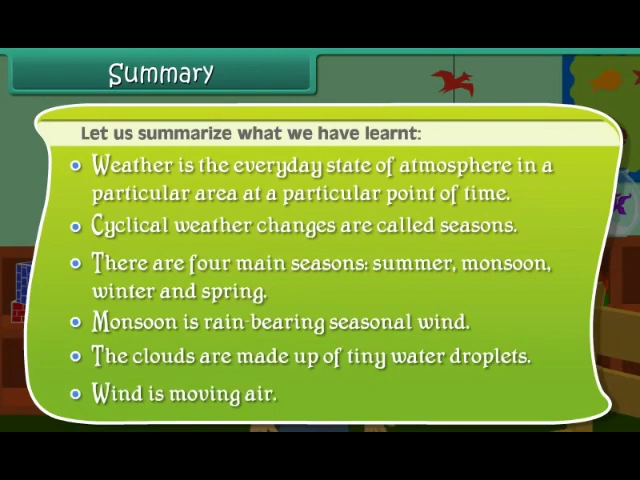 Summary
Let us summarize what we have learnt:
Weather is the everyday state of atmosphere in a
particular area at a particular point of time.
Cyclical weather changes are called seasons.
There are four main seasons: summer, monsoon,
winter and spring.
Monsoon is rain-bearing seasonal wind.
The clouds are made up of tiny water droplets.
Wind is moving air.